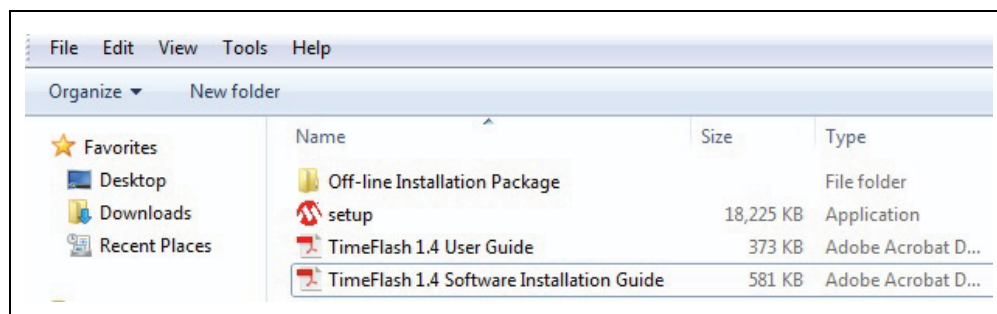 File Edit View Tools Help
Organize New folder
Favorites
Desktop
Downloads
Recent Places
Name Size Type
Off-line Installation Package File folder
setup 18,225 KB Application
TimeFlash 1.4 User Guide 373 KB Adobe Acrobat D...
TimeFlash 1.4 Software Installation Guide 581 KB Adobe Acrobat D...